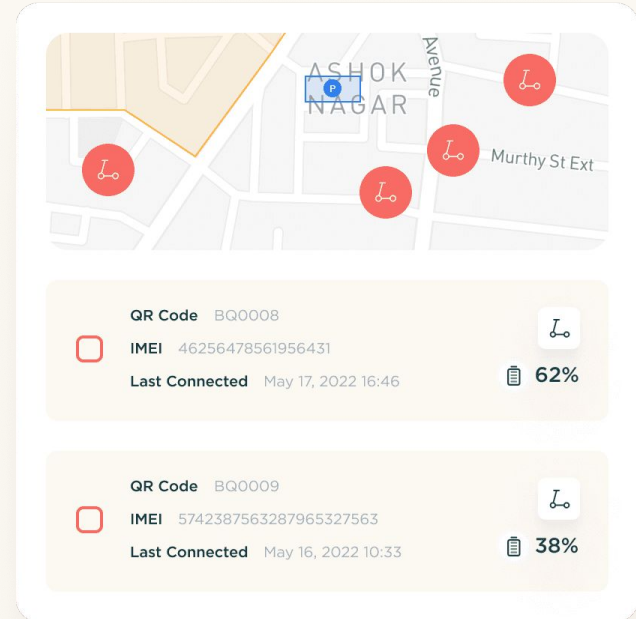 Avenue
ASHOK
P
NAGAR
Murthy St Ext
QR Code BQ0008
IMEI 46256478561956431
Last Connected May 17, 2022 16:46
62%
QR Code BQ0009
IMEI 5742387563287965327563
Last Connected May 16, 2022 10:33
38%